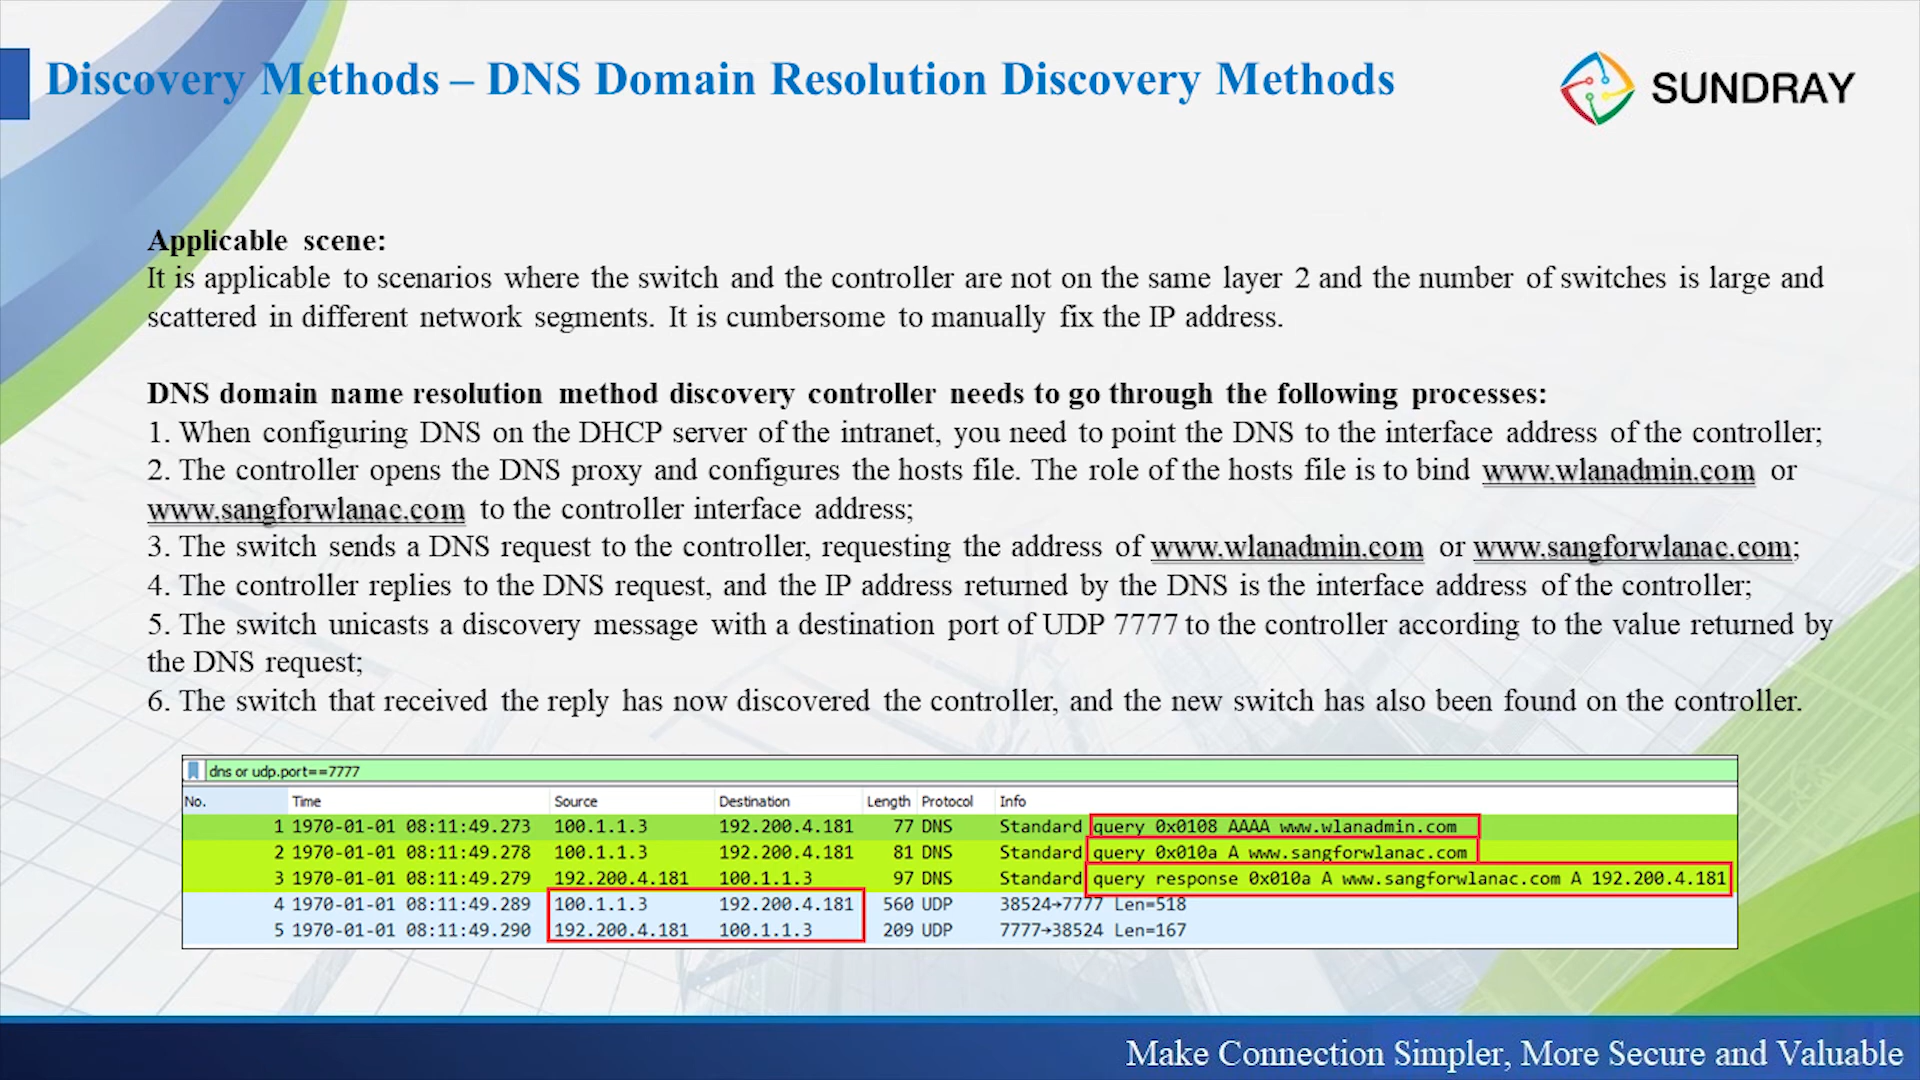 Discovery Methods – DNS Domain Resolution Discovery Methods
SUNDRAY
Applicable scene:
It is applicable to scenarios where the switch and the controller are not on the same layer 2 and the number of switches is large and
scattered in different network segments. It is cumbersome to manually fix the IP address.
DNS domain name resolution method discovery controller needs to go through the following processes:
1. When configuring DNS on the DHCP server of the intranet, you need to point the DNS to the interface address of the controller;
2. The controller opens the DNS proxy and configures the hosts file. The role of the hosts file is to bind www.wlanadmin.com or
www.sangforwlanac.com to the controller interface address;
3. The switch sends a DNS request to the controller, requesting the address of www.wlanadmin.com or www.sangforwlanac.com;
4. The controller replies to the DNS request, and the IP address returned by the DNS is the interface address of the controller;
5. The switch unicasts a discovery message with a destination port of UDP 7777 to the controller according to the value returned by
the DNS request;
6. The switch that received the reply has now discovered the controller, and the new switch has also been found on the controller.
dns or udp.port==7777
No. Time Source Destination Length Protocol Info
1 1970-01-01 08:11:49.273 100.1.1.3 192.200.4.181 77 DNS Standard query 0x0108 AAAA www.wlanadmin.com
2 1970-01-01 08:11:49.278 100.1.1.3 192.200.4.181 81 DNS Standard query 0x010a A www.sangforwlanac.com
3 1970-01-01 08:11:49.279 192.200.4.181 100.1.1.3 97 DNS Standard query response 0x010a A www.sangforwlanac.com A 192.200.4.181
4 1970-01-01 08:11:49.289 100.1.1.3 192.200.4.181 560 UDP 38524→7777 Len=518
5 1970-01-01 08:11:49.290 192.200.4.181 100.1.1.3 209 UDP 7777→38524 Len=167
Make Connection Simpler, More Secure and Valuable